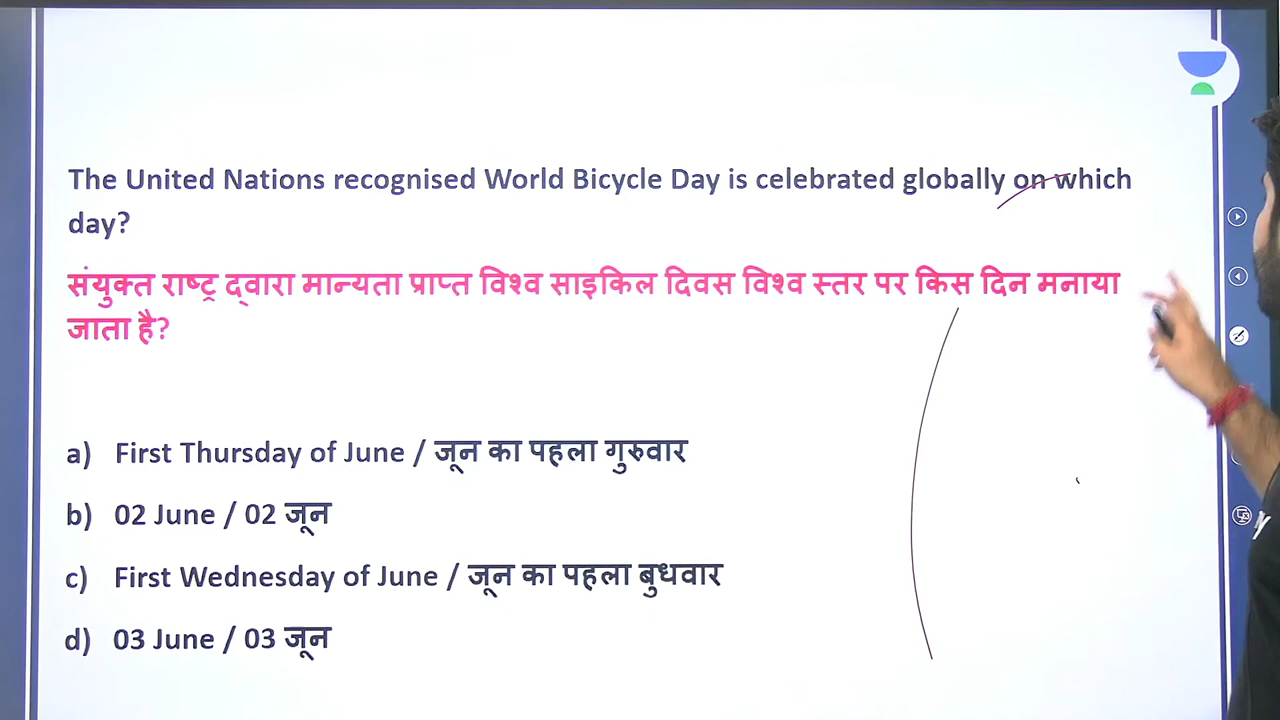 The United Nations recognised World Bicycle Day is celebrated globally on which
day?
संयुक्त राष्ट्र द्वारा मान्यता प्राप्त विश्व साइकिल दिवस विश्व स्तर पर किस दिन मनाया
जाता है?
a) First Thursday of June / जून का पहला गुरुवार
b) 02 June / 02 जून
c) First Wednesday of June / जून का पहला बुधवार
d) 03 June / 03 जून